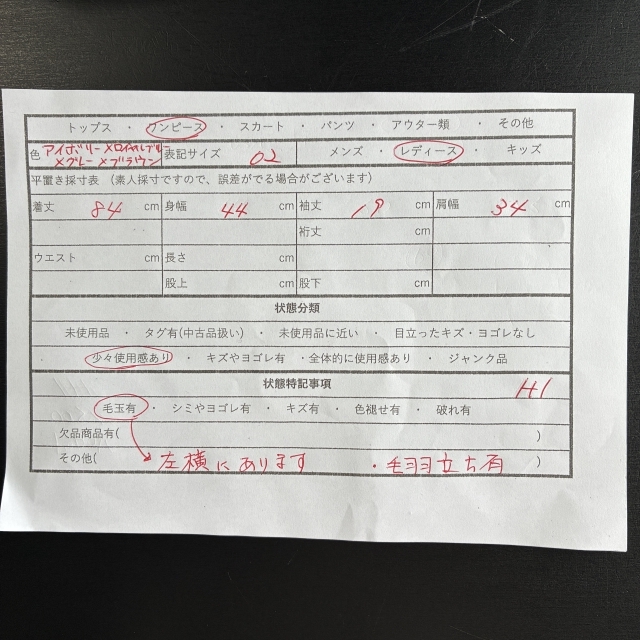 トップス ・ ワンピース ・ スカート ・ パンツ ・ アウター類 ・ その他
色 アイボリー×ロイヤルブルー×グレー×ブラウン 表記サイズ 02 メンズ ・ レディース ・ キッズ
平置き採寸表 (素人採寸ですので、誤差がでる場合がございます)
着丈 84 cm 身幅 44 cm 袖丈 19 cm 肩幅 34 cm
裄丈 cm
ウエスト cm 長さ cm
股上 cm 股下 cm
状態分類
未使用品 ・ タグ有(中古品扱い) ・ 未使用品に近い ・ 目立ったキズ・ヨゴレなし
少々使用感あり ・ キズやヨゴレ有 ・全体的に使用感あり ・ ジャンク品
状態特記事項
H1
毛玉有 ・ シミやヨゴレ有 ・ キズ有 ・ 色褪せ有 ・ 破れ有
欠品商品有( )
その他( 左横にあります ・毛羽立ち有 )